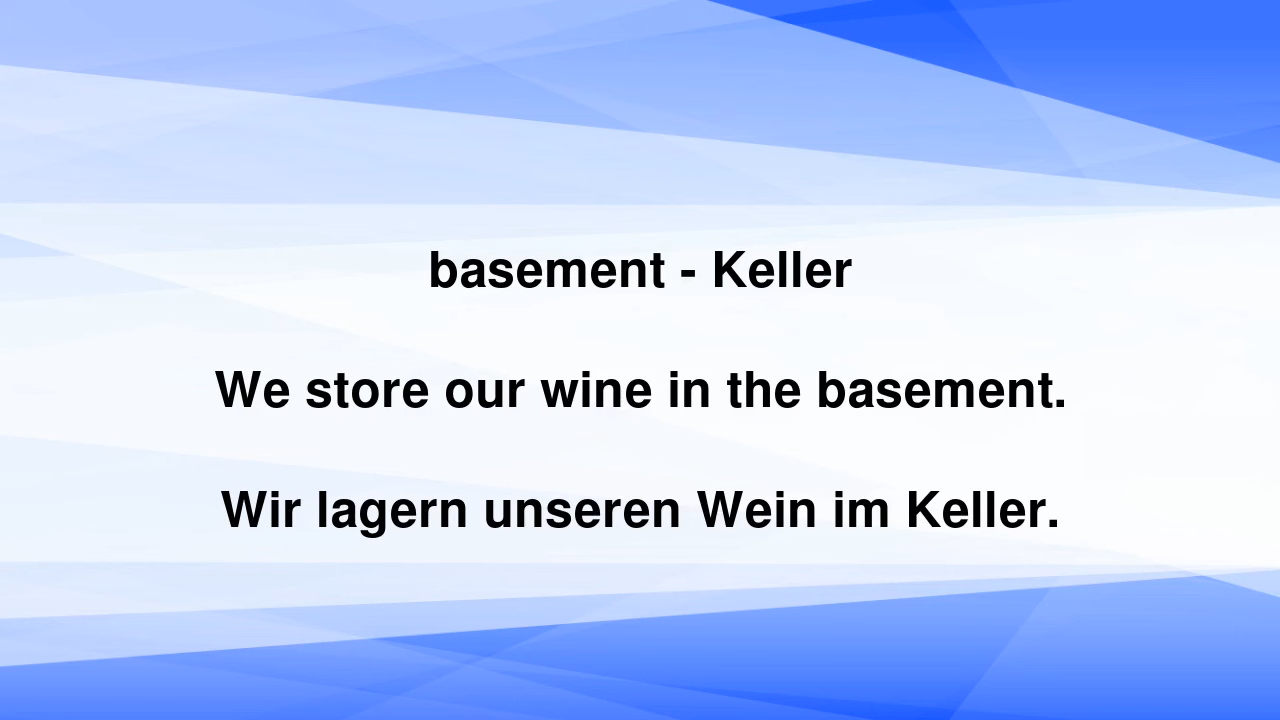 basement - Keller
We store our wine in the basement.
Wir lagern unseren Wein im Keller.